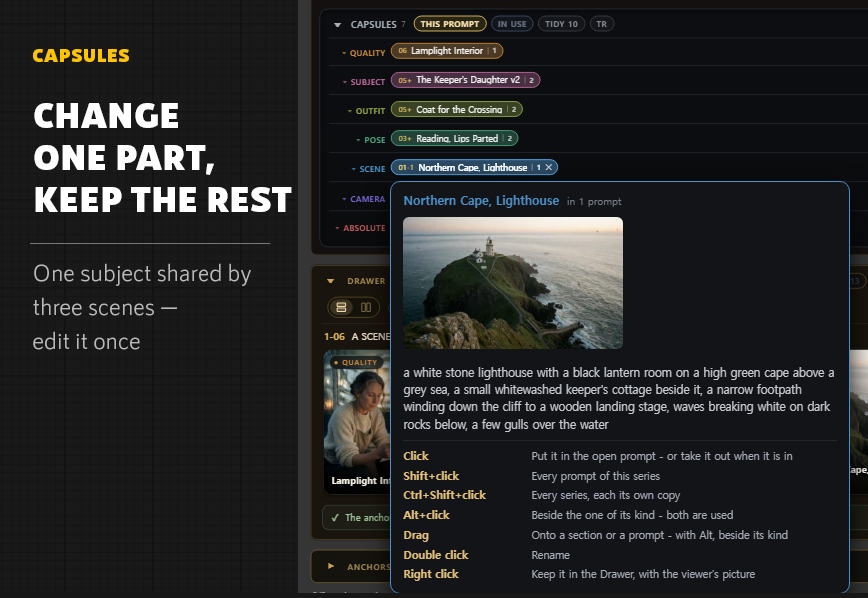 CAPSULES
CHANGE
ONE PART,
KEEP THE REST
One subject shared by
three scenes —
edit it once
CAPSULES 7 THIS PROMPT IN USE TIDY 10 TR
QUALITY 06 Lamplight Interior 1
SUBJECT 05+ The Keeper's Daughter v2 2
OUTFIT 05+ Coat for the Crossing 2
POSE 03+ Reading, Lips Parted 2
SCENE 01-1 Northern Cape, Lighthouse 1 ✕
CAMERA
ABSOLUTE
Northern Cape, Lighthouse in 1 prompt
a white stone lighthouse with a black lantern room on a high green cape above a
grey sea, a small whitewashed keeper's cottage beside it, a narrow footpath
winding down the cliff to a wooden landing stage, waves breaking white on dark
rocks below, a few gulls over the water
Click Put it in the open prompt - or take it out when it is in
Shift+click Every prompt of this series
Ctrl+Shift+click Every series, each its own copy
Alt+click Beside the one of its kind - both are used
Drag Onto a section or a prompt - with Alt, beside its kind
Double click Rename
Right click Keep it in the Drawer, with the viewer's picture
DRAWER
13
1-06 A SCENE
QUALITY
Lamplight Int
ape,
✓ The ancho
ANCHORS